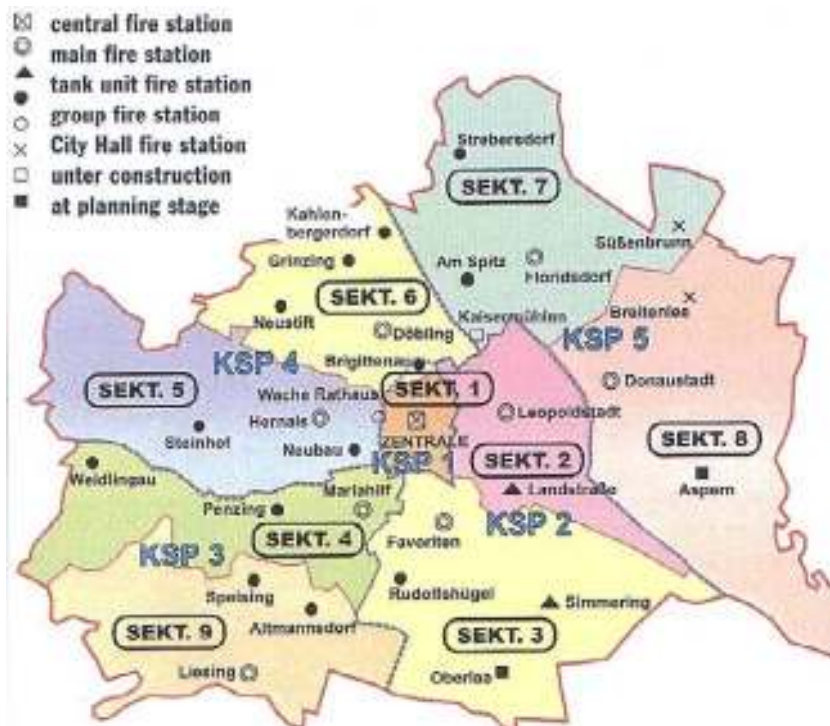 central fire station
main fire station
tank unit fire station
group fire station
City Hall fire station
unter construction
at planning stage
Strebersdorf
SEKT. 7
Kahlen-
bergerdorf
Süßenbrunn
Grinzing
Am Spitz
Floridsdorf
SEKT. 6
Breitenlee
Neustift
Kaisermühlen
Döbling
KSP 5
KSP 4
Brigittenau
Donaustadt
SEKT. 5
Wache Rathaus
SEKT. 1
Hernals
Leopoldstadt
Steinhof
ZENTRALE
SEKT. 8
Neubau
KSP 1
SEKT. 2
Weidlingau
Aspern
Mariahilf
Landstraße
Penzing
KSP 2
SEKT. 4
Favoriten
KSP 3
Speising
Rudolfshügel
Simmering
SEKT. 9
Altmannsdorf
SEKT. 3
Liesing
Oberlaa